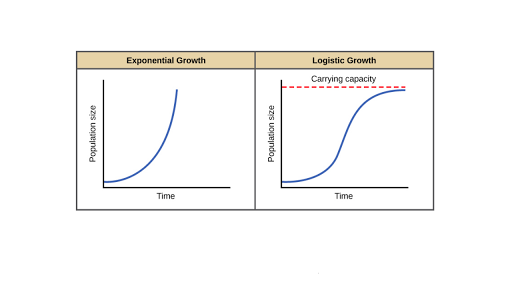 Exponential Growth
Logistic Growth
Population size
Time
Carrying capacity
Population size
Time